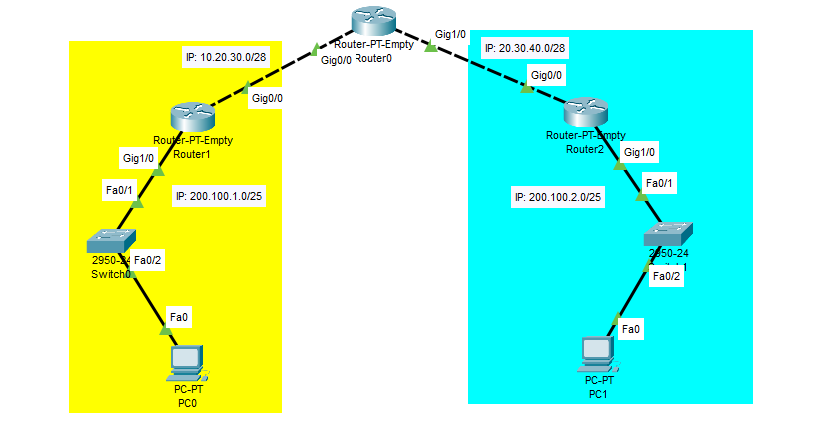 Router-PT-Empty
Router0
Gig0/0
Gig1/0
IP: 10.20.30.0/28
IP: 20.30.40.0/28
Gig0/0
Gig0/0
Router-PT-Empty
Router1
Router-PT-Empty
Router2
Gig1/0
Gig1/0
Fa0/1
Fa0/1
IP: 200.100.1.0/25
IP: 200.100.2.0/25
2950-24
Switch0
Fa0/2
2950-24
Fa0/2
Fa0
Fa0
PC-PT
PC0
PC-PT
PC1